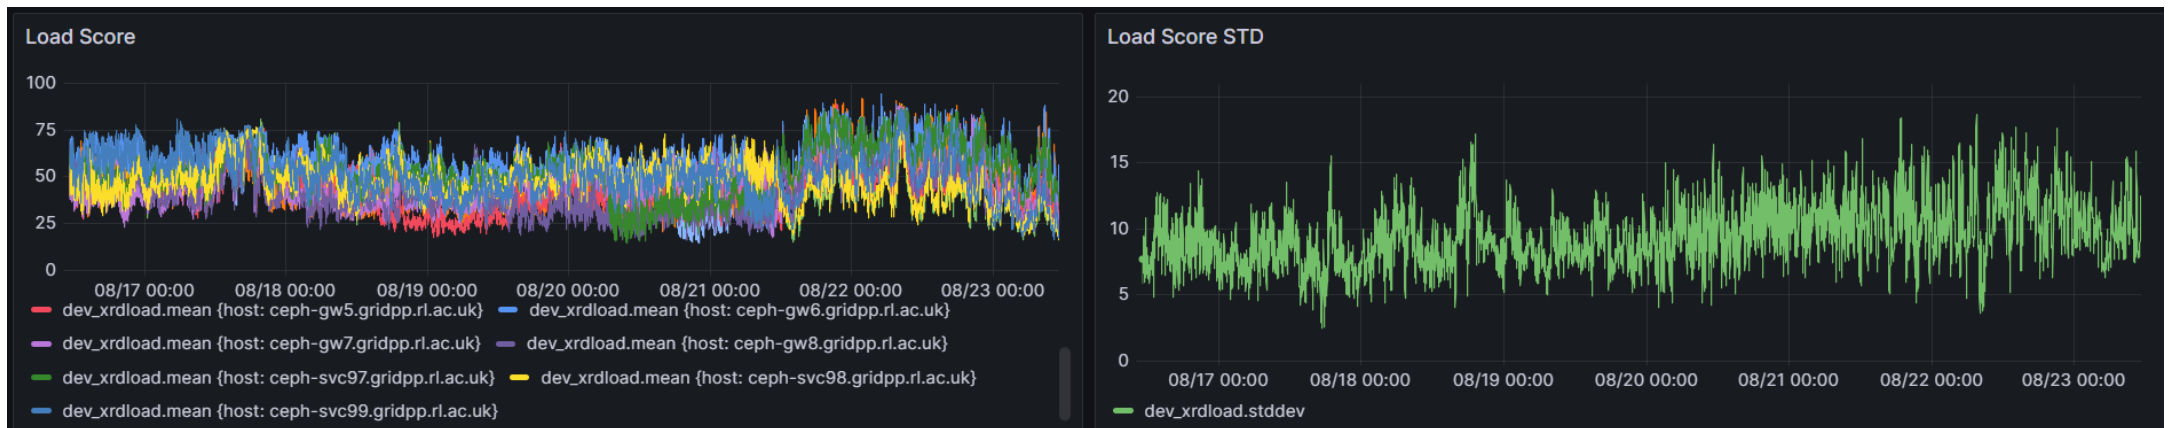 Load Score
100
75
50
25
0
08/17 00:00 08/18 00:00 08/19 00:00 08/20 00:00 08/21 00:00 08/22 00:00 08/23 00:00
dev_xrdload.mean {host: ceph-gw5.gridpp.rl.ac.uk} dev_xrdload.mean {host: ceph-gw6.gridpp.rl.ac.uk}
dev_xrdload.mean {host: ceph-gw7.gridpp.rl.ac.uk} dev_xrdload.mean {host: ceph-gw8.gridpp.rl.ac.uk}
dev_xrdload.mean {host: ceph-svc97.gridpp.rl.ac.uk} dev_xrdload.mean {host: ceph-svc98.gridpp.rl.ac.uk}
dev_xrdload.mean {host: ceph-svc99.gridpp.rl.ac.uk}
Load Score STD
20
15
10
5
0
08/17 00:00 08/18 00:00 08/19 00:00 08/20 00:00 08/21 00:00 08/22 00:00 08/23 00:00
dev_xrdload.stddev